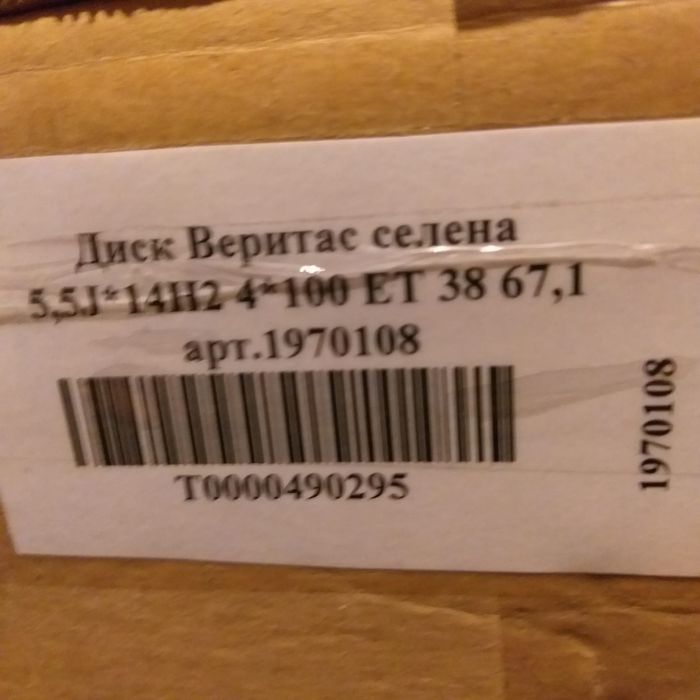 Диск Веритас селена
5,5J*14H2 4*100 ET 38 67,1
арт.1970108
T0000490295
1970108